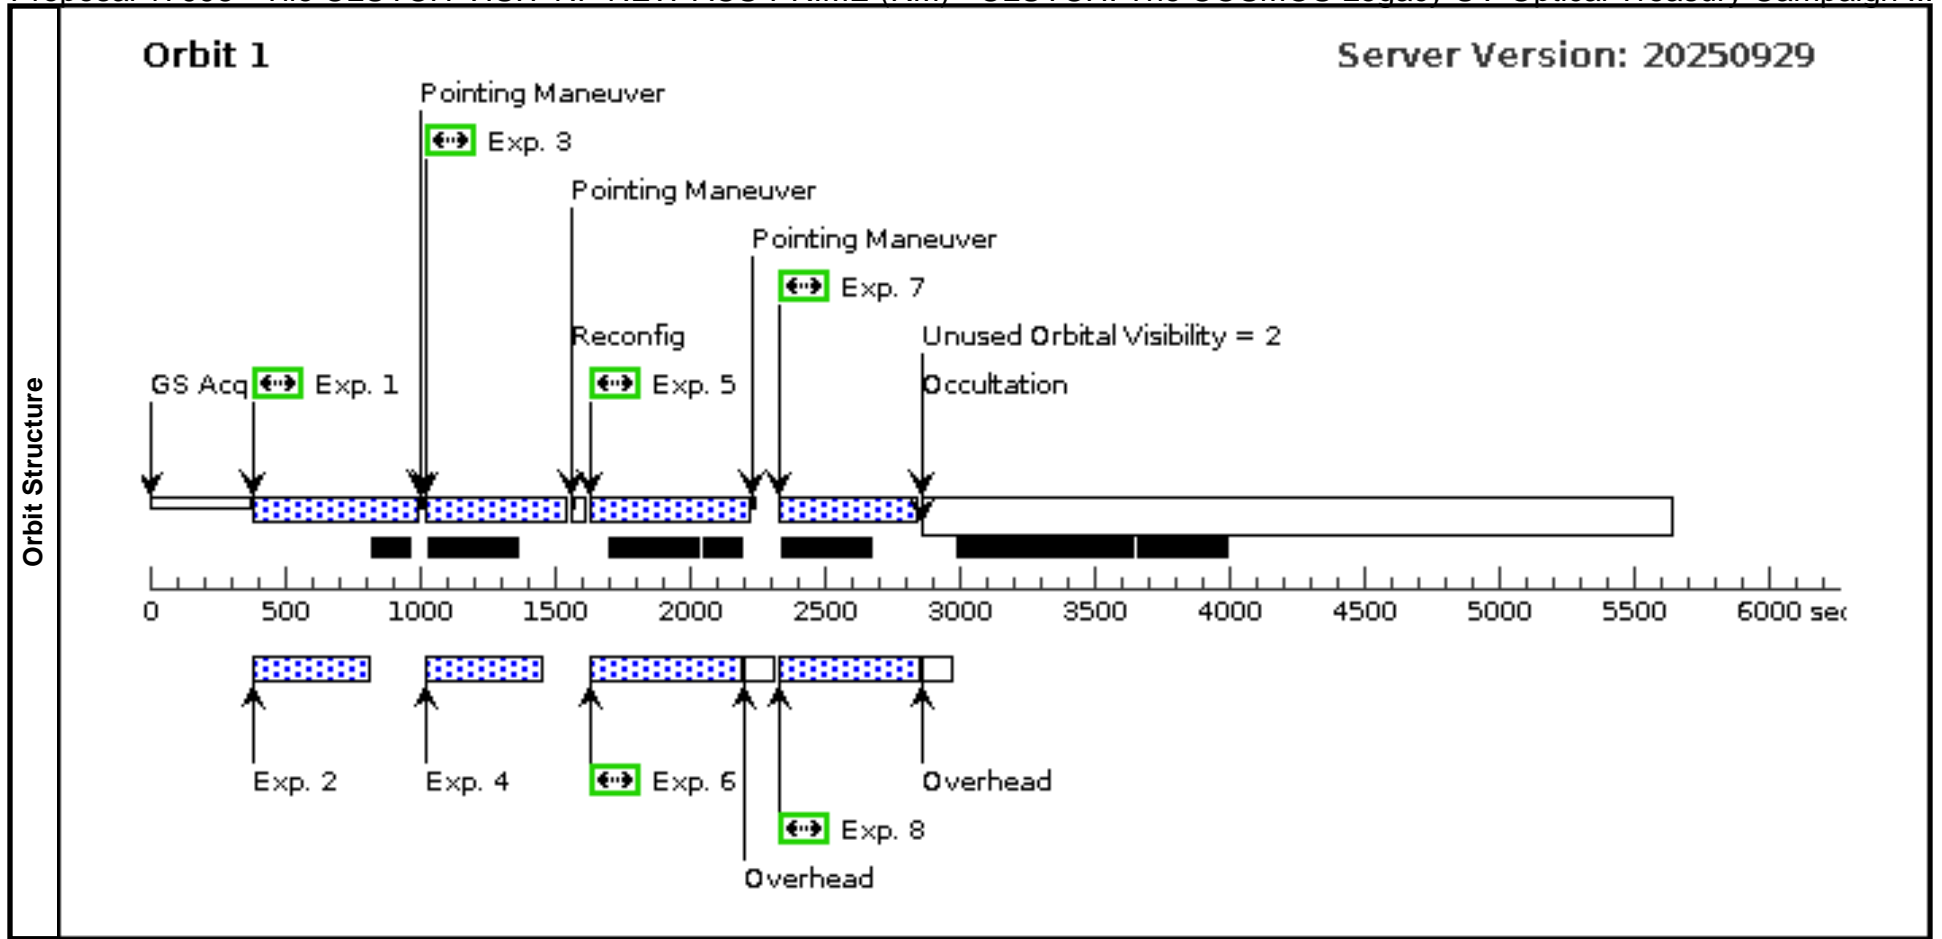 Orbit 1
Server Version: 20250929
Pointing Maneuver
Exp. 3
Pointing Maneuver
Pointing Maneuver
Exp. 7
Reconfig
Unused Orbital Visibility = 2
GS Acq
Exp. 1
Exp. 5
Occultation
Orbit Structure
0 500 1000 1500 2000 2500 3000 3500 4000 4500 5000 5500 6000
Exp. 2
Exp. 4
Exp. 6
Overhead
Exp. 8
Overhead